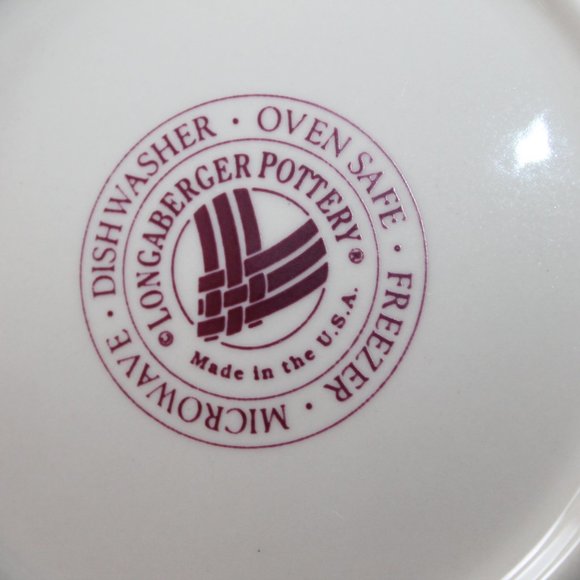 MICROWAVE · DISHWASHER · OVEN SAFE · FREEZER ·
© LONGABERGER POTTERY ®
Made in the U.S.A.